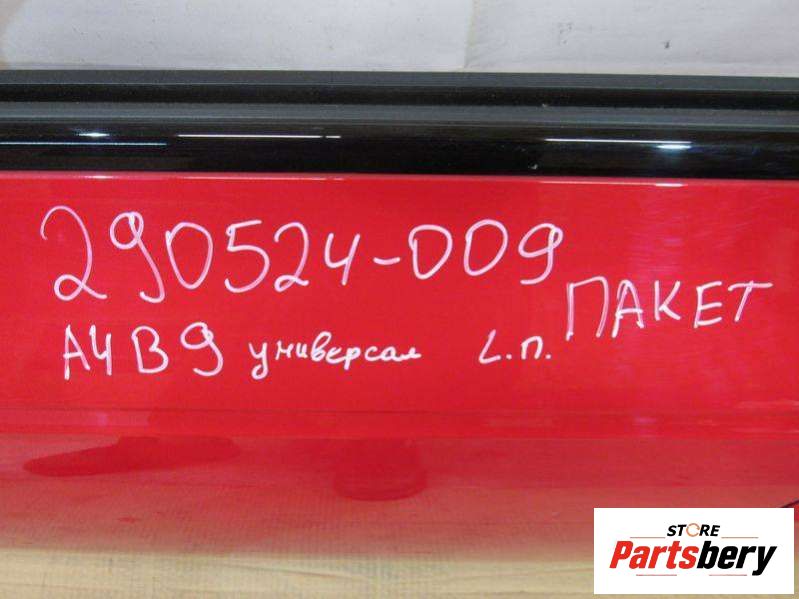 290524-009
ПАКЕТ
A4B9 универсал L.п.
STORE
Partsbery